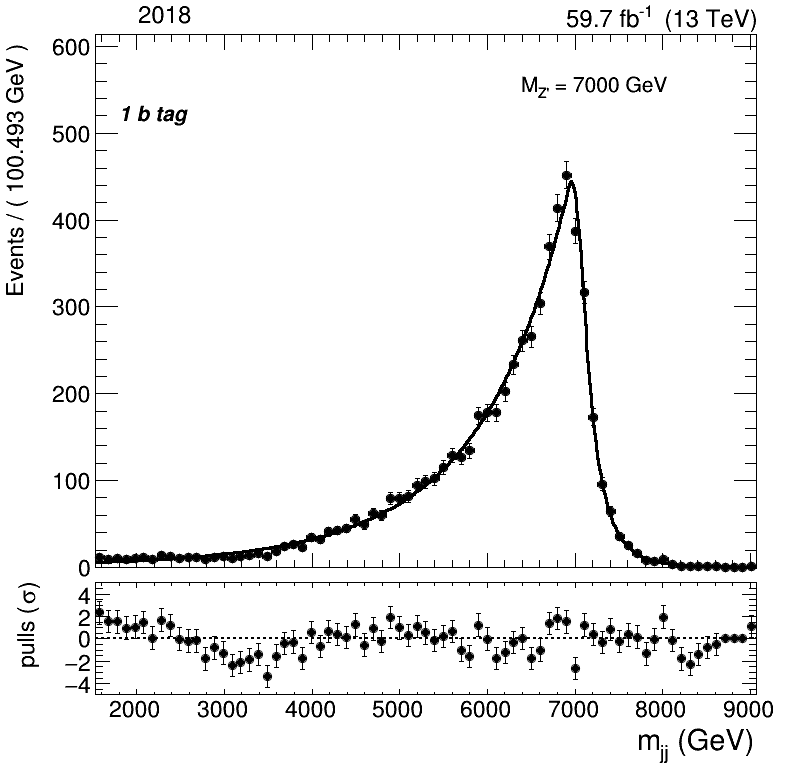 2018 59.7 fb⁻¹ (13 TeV)
Events / ( 100.493 GeV )
600
500
400
300
200
100
0
M_Z' = 7000 GeV
1 b tag
pulls (σ)
4
2
0
−2
−4
2000 3000 4000 5000 6000 7000 8000 9000
m_jj (GeV)